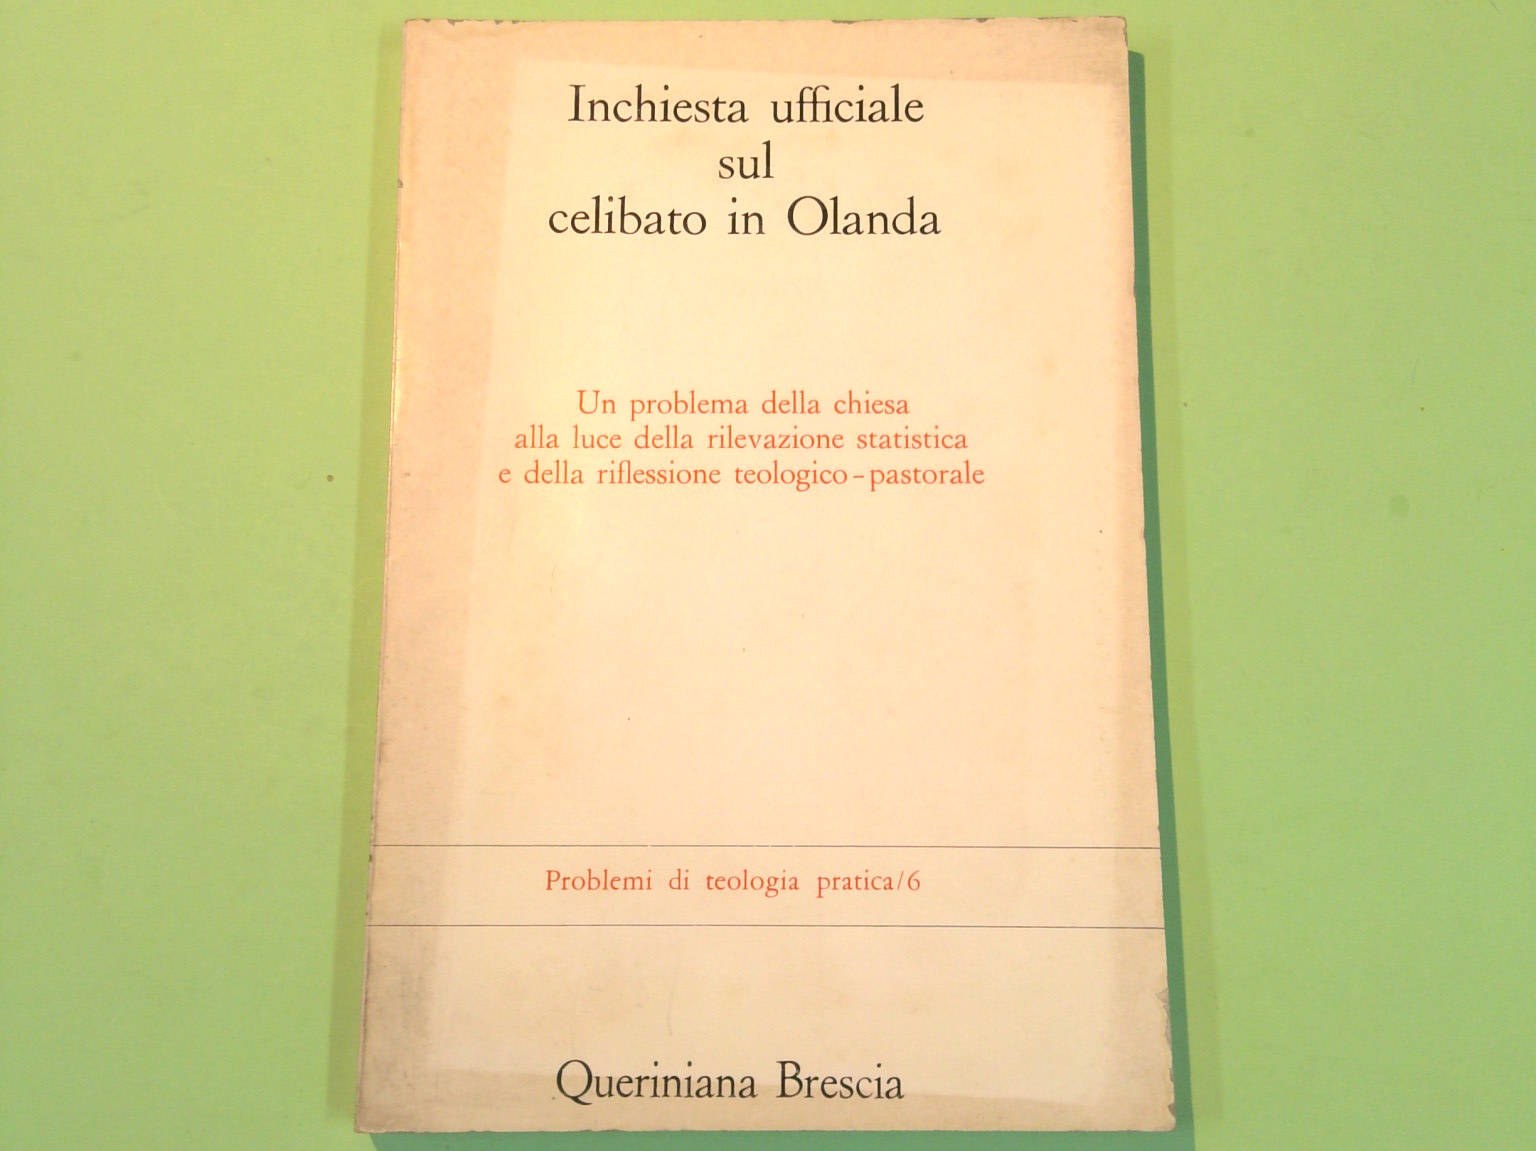 Inchiesta ufficiale
sul
celibato in Olanda
Un problema della chiesa
alla luce della rilevazione statistica
e della riflessione teologico-pastorale
Problemi di teologia pratica/6
Queriniana Brescia